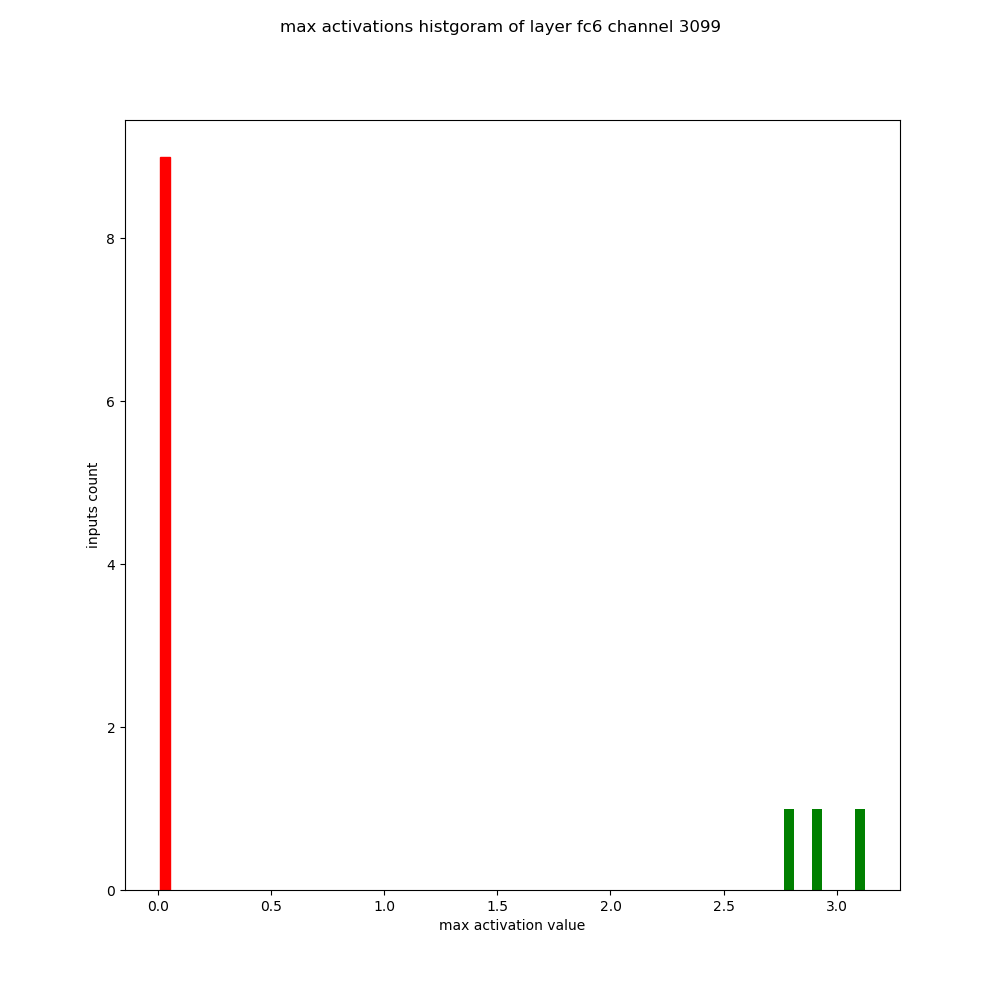 max activations histgoram of layer fc6 channel 3099
8
6
4
2
0
inputs count
0.0 0.5 1.0 1.5 2.0 2.5 3.0
max activation value